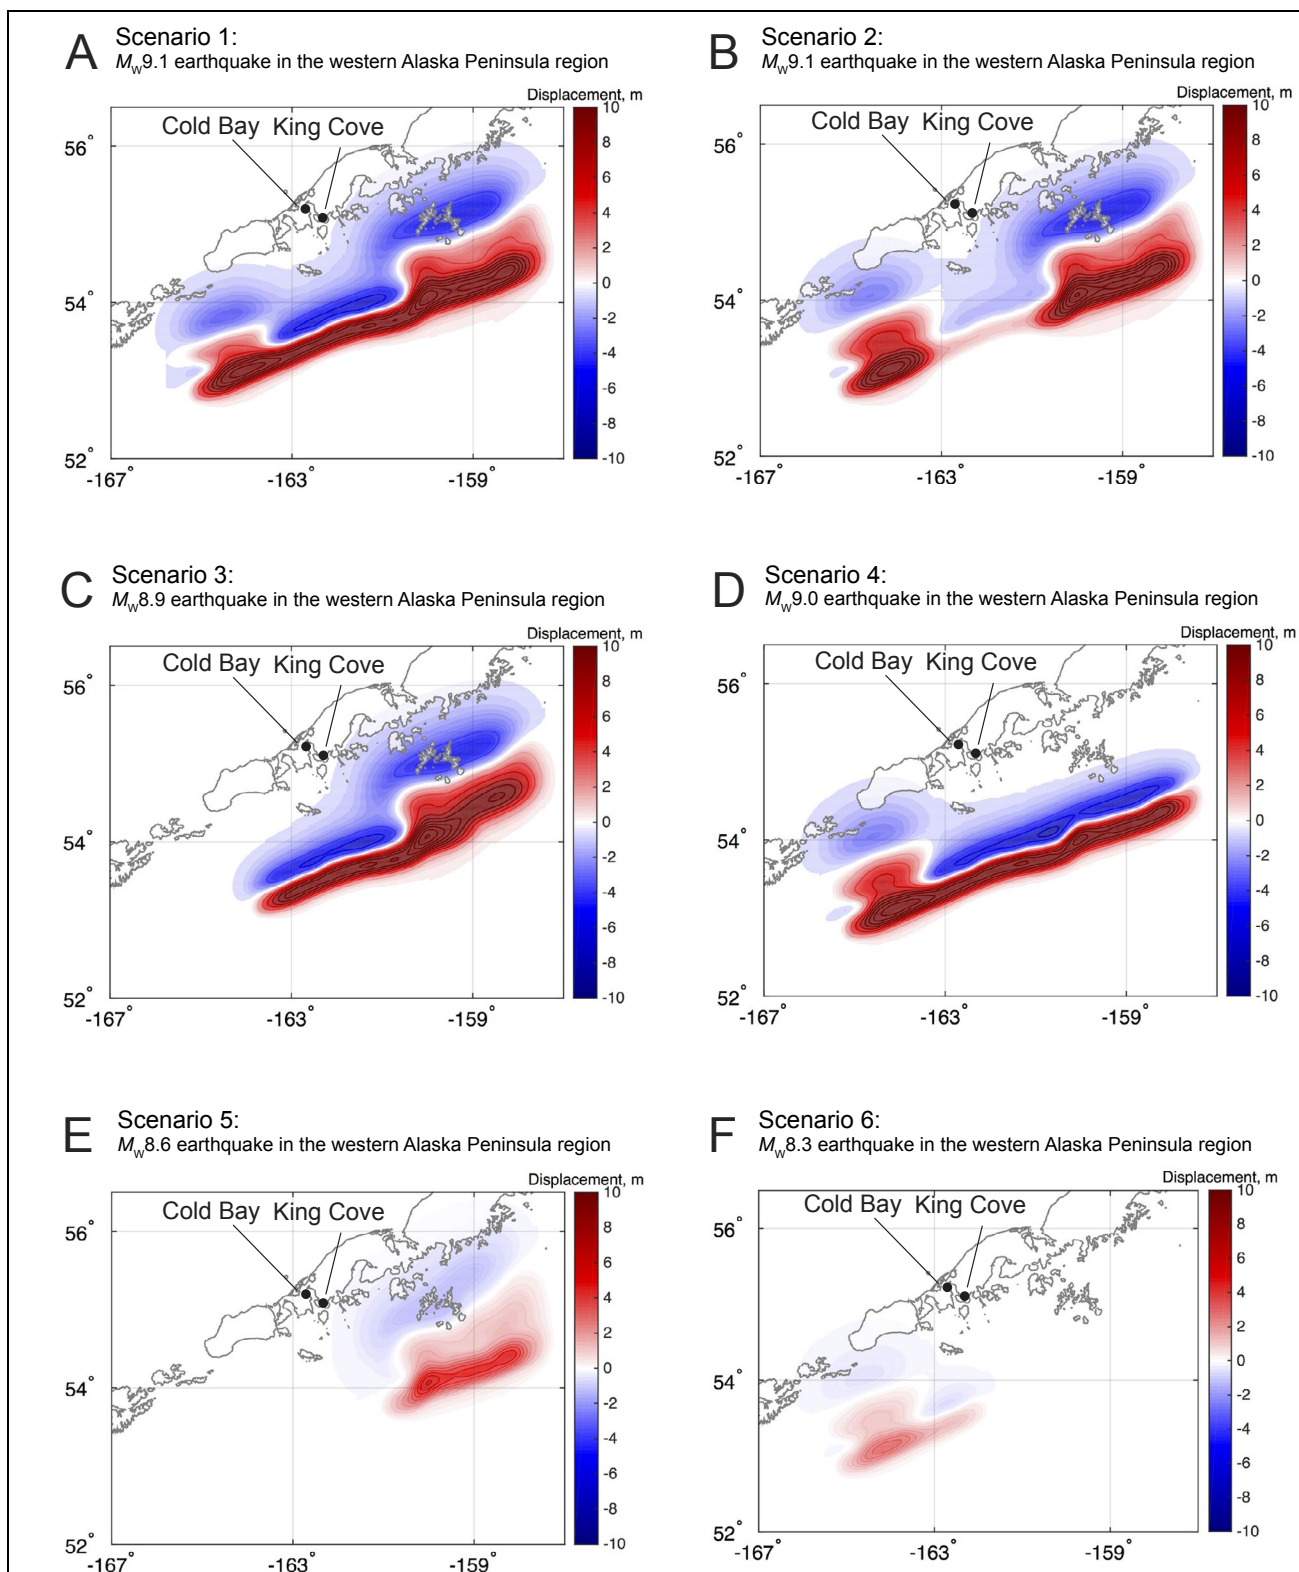 A Scenario 1:
Mw9.1 earthquake in the western Alaska Peninsula region
Displacement, m
Cold Bay King Cove
10
8
6
4
2
0
-2
-4
-6
-8
-10
56°
54°
52°
-167° -163° -159°
B Scenario 2:
Mw9.1 earthquake in the western Alaska Peninsula region
Displacement, m
Cold Bay King Cove
10
8
6
4
2
0
-2
-4
-6
-8
-10
56°
54°
52°
-167° -163° -159°
C Scenario 3:
Mw8.9 earthquake in the western Alaska Peninsula region
Displacement, m
Cold Bay King Cove
10
8
6
4
2
0
-2
-4
-6
-8
-10
56°
54°
52°
-167° -163° -159°
D Scenario 4:
Mw9.0 earthquake in the western Alaska Peninsula region
Displacement, m
Cold Bay King Cove
10
8
6
4
2
0
-2
-4
-6
-8
-10
56°
54°
52°
-167° -163° -159°
E Scenario 5:
Mw8.6 earthquake in the western Alaska Peninsula region
Displacement, m
Cold Bay King Cove
10
8
6
4
2
0
-2
-4
-6
-8
-10
56°
54°
52°
-167° -163° -159°
F Scenario 6:
Mw8.3 earthquake in the western Alaska Peninsula region
Displacement, m
Cold Bay King Cove
10
8
6
4
2
0
-2
-4
-6
-8
-10
56°
54°
52°
-167° -163° -159°